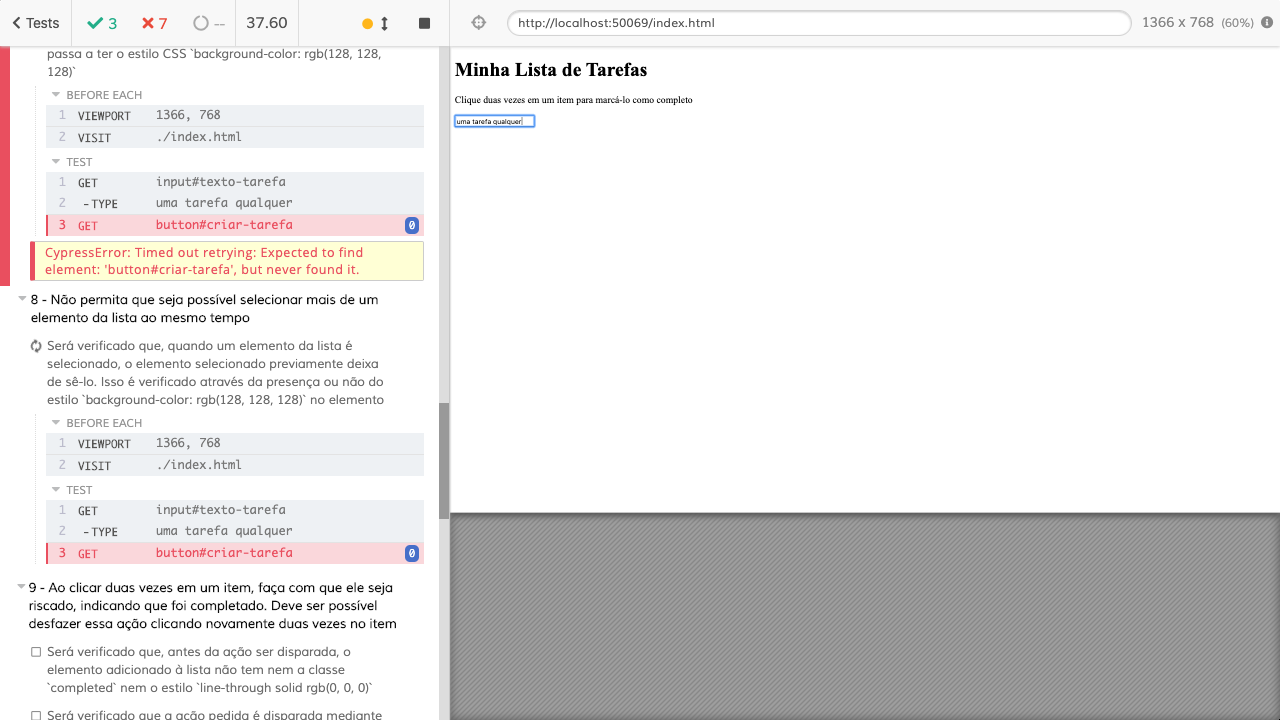 Tests 3 7 -- 37.60 http://localhost:50069/index.html 1366 x 768 (60%)
passa a ter o estilo CSS `background-color: rgb(128, 128,
128)`
BEFORE EACH
1 VIEWPORT 1366, 768
2 VISIT ./index.html
TEST
1 GET input#texto-tarefa
2 -TYPE uma tarefa qualquer
3 GET button#criar-tarefa 0
CypressError: Timed out retrying: Expected to find
element: 'button#criar-tarefa', but never found it.
8 - Não permita que seja possível selecionar mais de um
elemento da lista ao mesmo tempo
Será verificado que, quando um elemento da lista é
selecionado, o elemento selecionado previamente deixa
de sê-lo. Isso é verificado através da presença ou não do
estilo `background-color: rgb(128, 128, 128)` no elemento
BEFORE EACH
1 VIEWPORT 1366, 768
2 VISIT ./index.html
TEST
1 GET input#texto-tarefa
2 -TYPE uma tarefa qualquer
3 GET button#criar-tarefa 0
9 - Ao clicar duas vezes em um item, faça com que ele seja
riscado, indicando que foi completado. Deve ser possível
desfazer essa ação clicando novamente duas vezes no item
Será verificado que, antes da ação ser disparada, o
elemento adicionado à lista não tem nem a classe
`completed` nem o estilo `line-through solid rgb(0, 0, 0)`
Será verificado que a ação pedida é disparada mediante
Minha Lista de Tarefas
Clique duas vezes em um item para marcá-lo como completo
uma tarefa qualquer